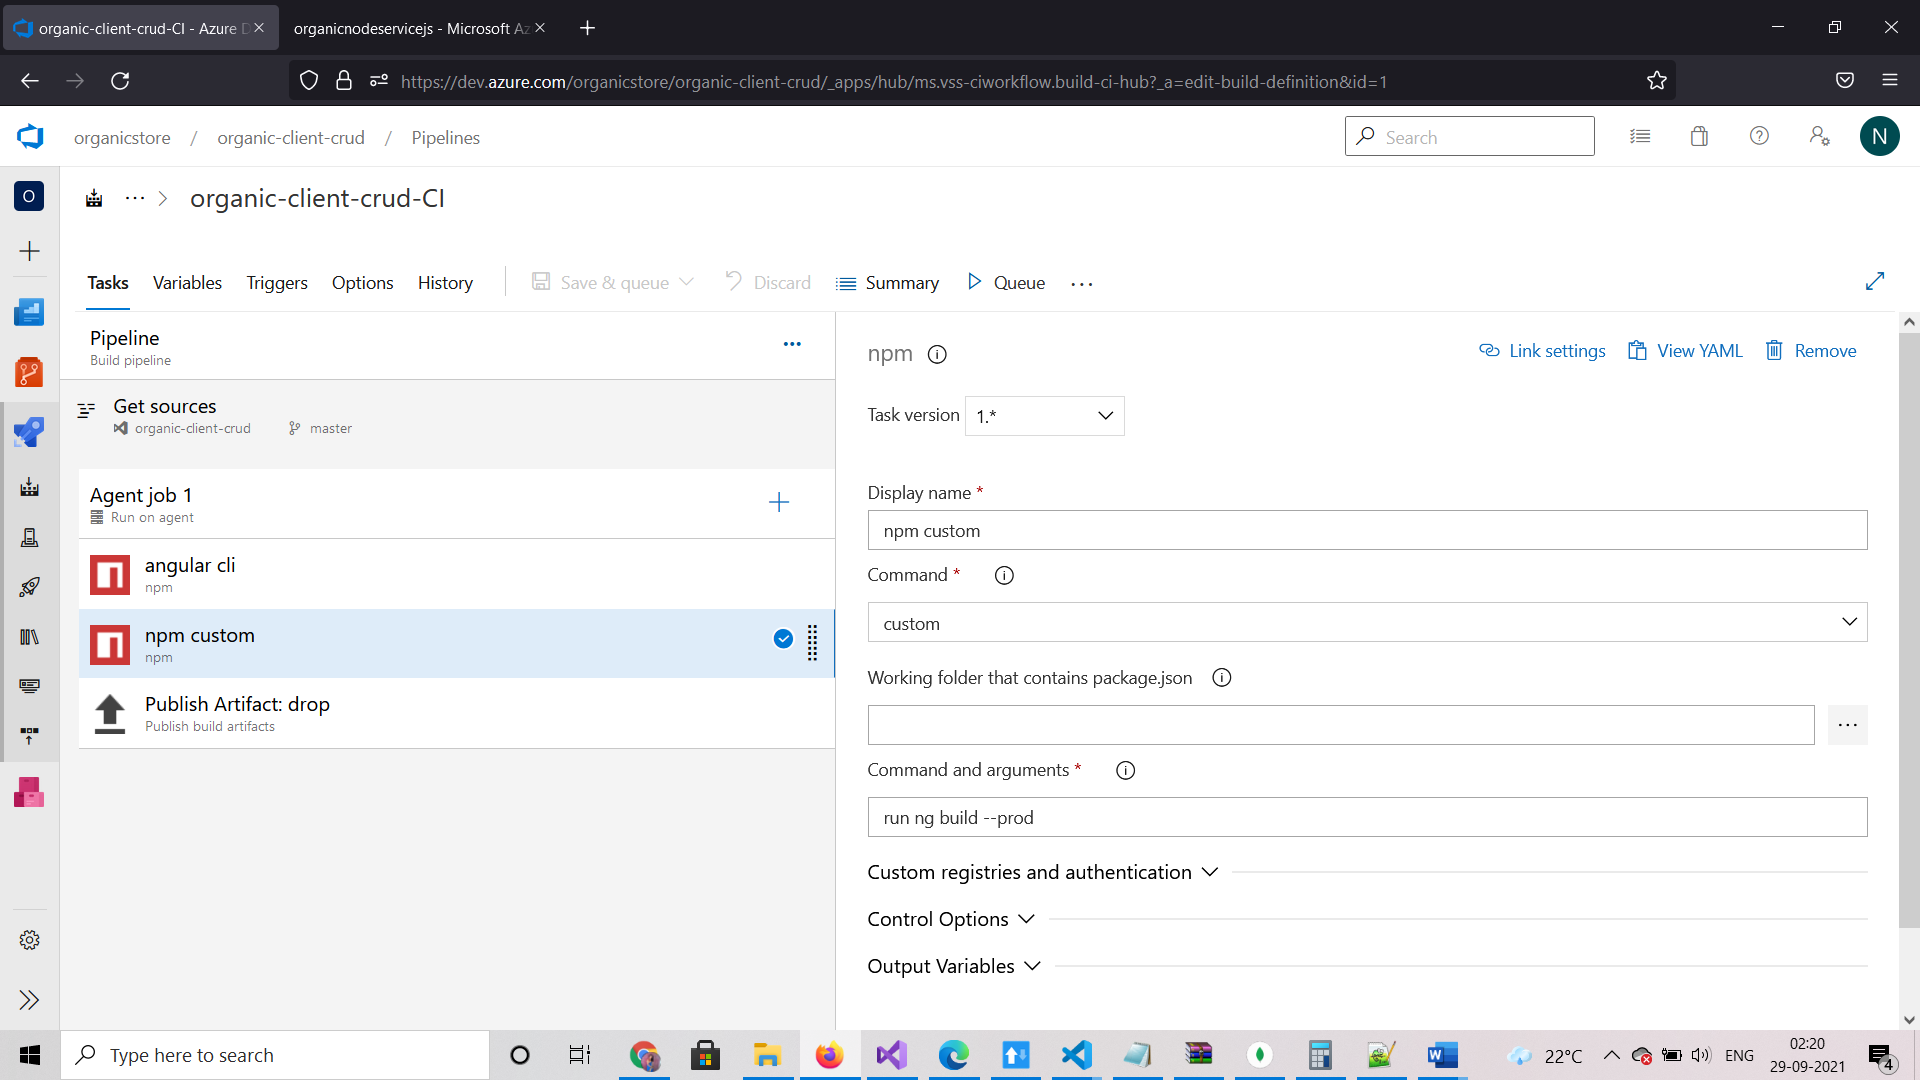 organic-client-crud-CI - Azure D
organicnodeservicejs - Microsoft Az
https://dev.azure.com/organicstore/organic-client-crud/_apps/hub/ms.vss-ciworkflow.build-ci-hub?_a=edit-build-definition&id=1
organicstore / organic-client-crud / Pipelines
Search
N
O
organic-client-crud-CI
Tasks Variables Triggers Options History Save & queue Discard Summary Queue
Pipeline
Build pipeline
Get sources
organic-client-crud master
Agent job 1
Run on agent
angular cli
npm
npm custom
npm
Publish Artifact: drop
Publish build artifacts
npm
Link settings View YAML Remove
Task version 1.*
Display name *
npm custom
Command *
custom
Working folder that contains package.json
Command and arguments *
run ng build --prod
Custom registries and authentication
Control Options
Output Variables
Type here to search
22°C
ENG
02:20
29-09-2021
4